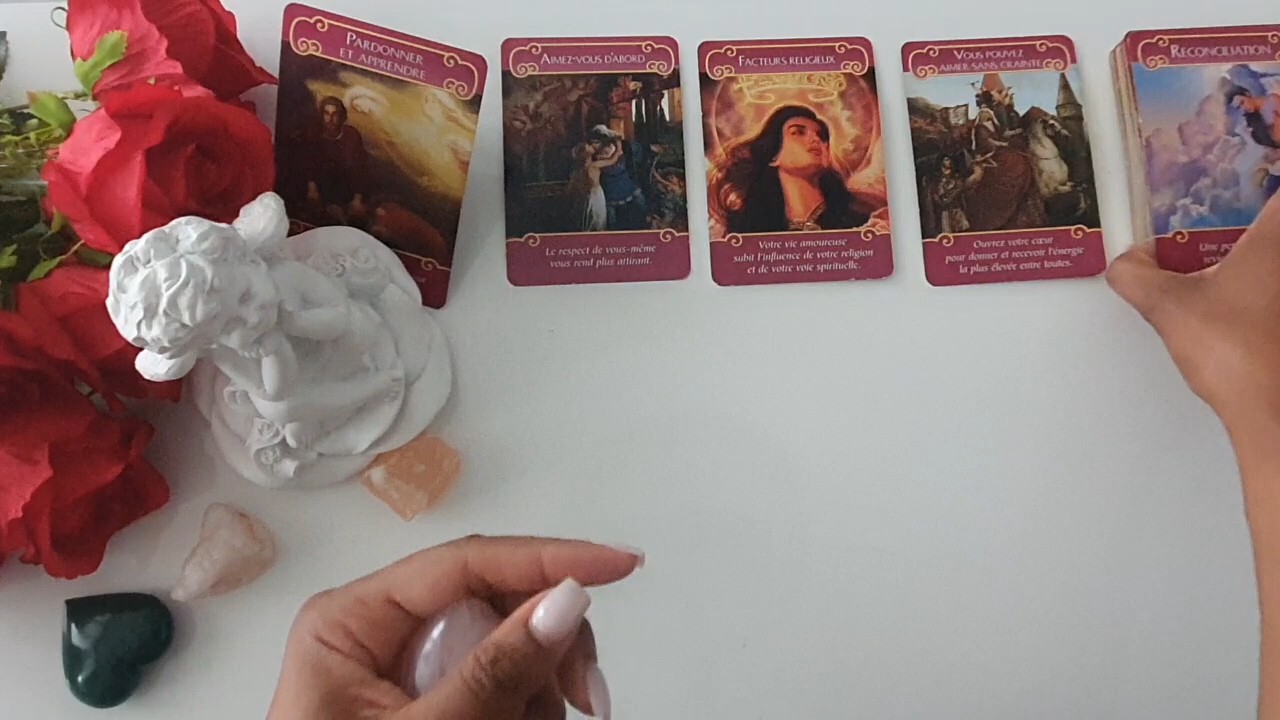 PARDONNER
ET APPRENDRE
AIMEZ-VOUS D'ABORD
Le respect de vous-même
vous rend plus attirant.
FACTEURS RELIGIEUX
Votre vie amoureuse
subit l'influence de votre religion
et de votre voie spirituelle.
VOUS POUVEZ
AIMER SANS CRAINTE
Ouvrez votre cœur
pour donner et recevoir l'énergie
la plus élevée entre toutes.
RÉCONCILIATION
Une